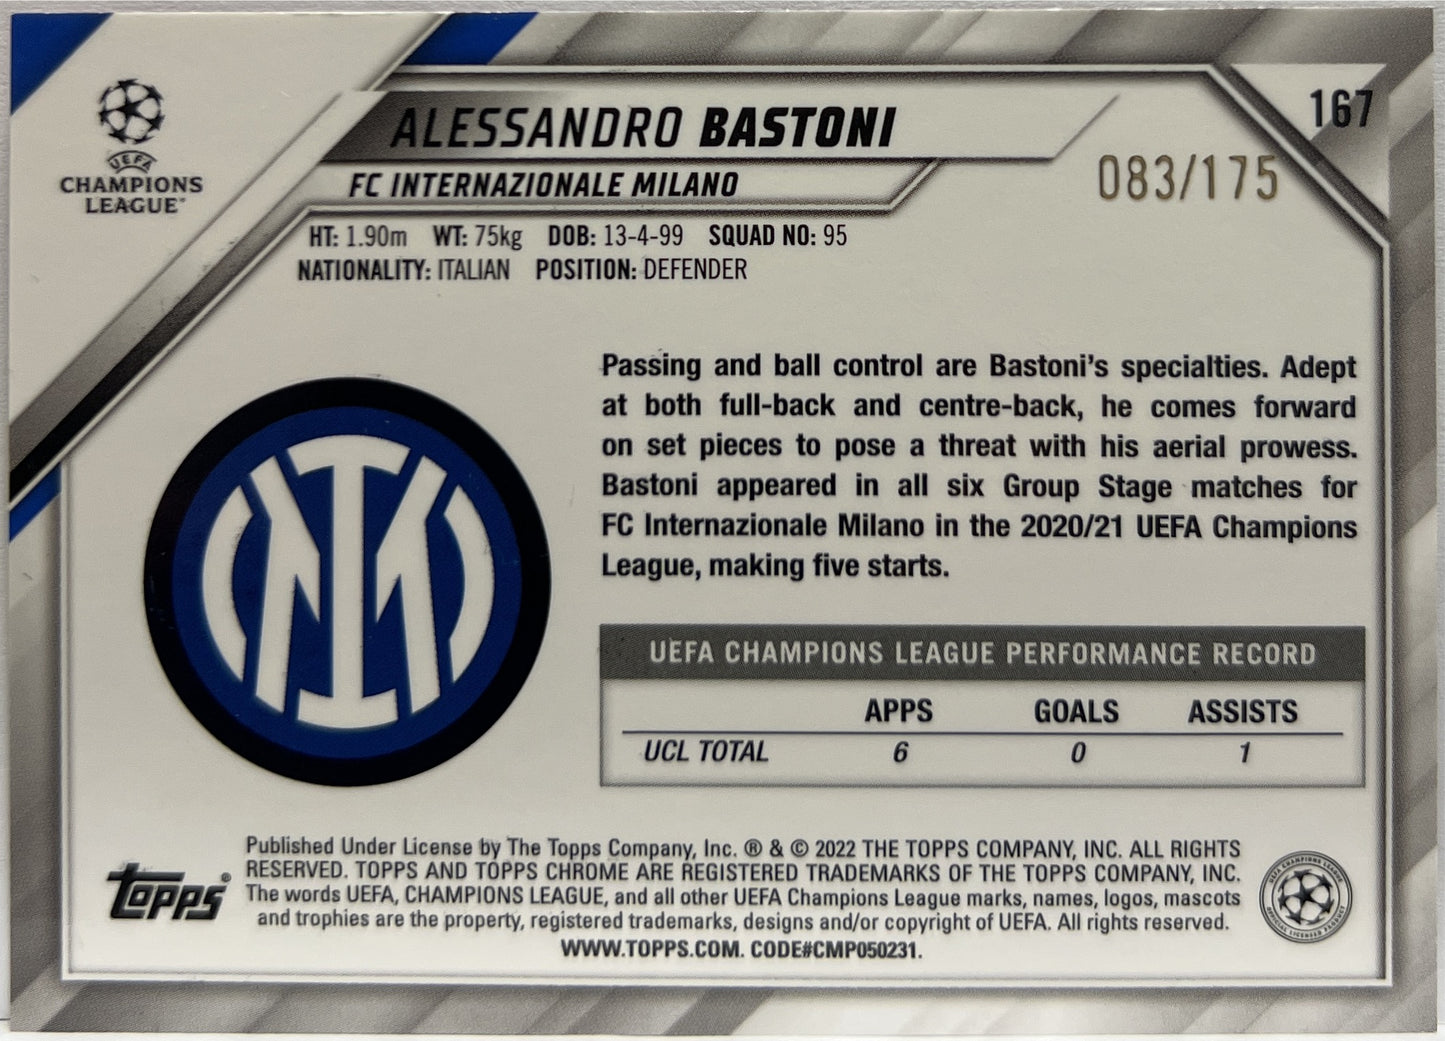 167
ALESSANDRO BASTONI
083/175
UEFA
CHAMPIONS
LEAGUE
FC INTERNAZIONALE MILANO
HT: 1.90m WT: 75kg DOB: 13-4-99 SQUAD NO: 95
NATIONALITY: ITALIAN POSITION: DEFENDER
Passing and ball control are Bastoni's specialties. Adept
at both full-back and centre-back, he comes forward
on set pieces to pose a threat with his aerial prowess.
Bastoni appeared in all six Group Stage matches for
FC Internazionale Milano in the 2020/21 UEFA Champions
League, making five starts.
UEFA CHAMPIONS LEAGUE PERFORMANCE RECORD
APPS GOALS ASSISTS
UCL TOTAL 6 0 1
Published Under License by The Topps Company, Inc. ® & © 2022 THE TOPPS COMPANY, INC. ALL RIGHTS
RESERVED. TOPPS AND TOPPS CHROME ARE REGISTERED TRADEMARKS OF THE TOPPS COMPANY, INC.
The words UEFA, CHAMPIONS LEAGUE, and all other UEFA Champions League marks, names, logos, mascots
and trophies are the property, registered trademarks, designs and/or copyright of UEFA. All rights reserved.
WWW.TOPPS.COM. CODE#CMP050231.
topps®
UEFA CHAMPIONS LEAGUE
OFFICIAL LICENSED PRODUCT